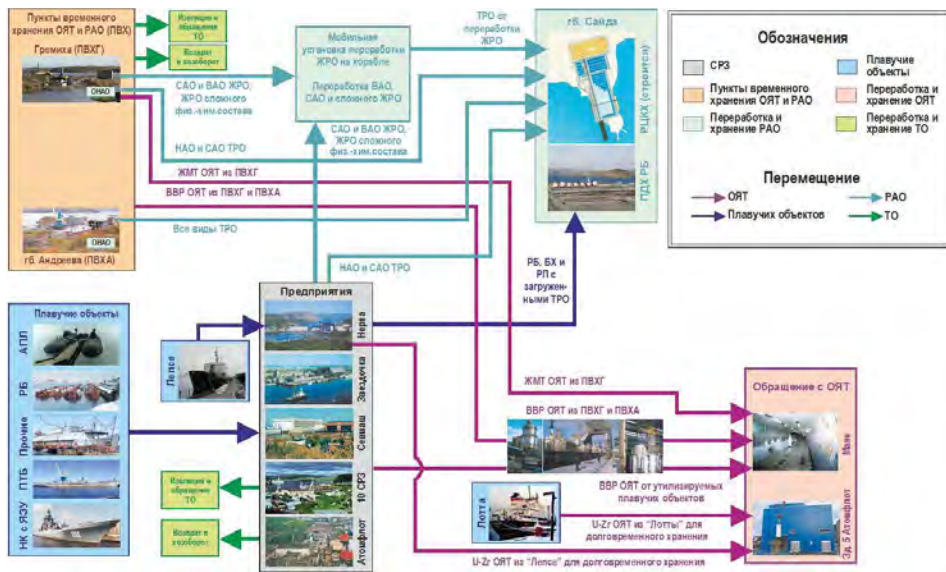 Пункты временного
хранения ОЯТ и РАО (ПВХ)
Гремиха (ПВХГ)
ОНАО
ОНАО
гб. Андреева (ПВХА)
Изоляция и
обращение
ТО
Возврат
в хозоборот
САО и ВАО ЖРО,
ЖРО сложного
физ.-хим.состава
Мобильная
установка переработки
ЖРО на корабле
Переработка ВАО,
САО и сложного ЖРО
ТРО от
переработки
ЖРО
гб. Сайда
РЦКХ (строится)
ПДХ РБ
НАО и САО ТРО
САО и ВАО ЖРО,
ЖРО сложного
физ.-хим.состава
ЖМТ ОЯТ из ПВХГ
ВВР ОЯТ из ПВХГ и ПВХА
Все виды ТРО
НАО и САО ТРО
РБ, БХ и
РП с
загружен-
ными ТРО
Обозначения
СРЗ
Пункты временного
хранения ОЯТ и РАО
Переработка и
хранение РАО
Плавучие
объекты
Переработка и
хранение ОЯТ
Переработка и
хранение ТО
Перемещение
ОЯТ
Плавучих объектов
РАО
ТО
Плавучие объекты
АПЛ
РБ
Прочие
ПТБ
НК с ЯЭУ
Лепсе
Предприятия
Нерпа
Звездочка
Севмаш
10 СРЗ
Атомфлот
Изоляция и
обращение
ТО
Возврат в
хозоборот
ЖМТ ОЯТ из ПВХГ
ВВР ОЯТ из ПВХГ и ПВХА
ВВР ОЯТ от утилизируемых
плавучих объектов
Лотта
U-Zr ОЯТ из "Лотты" для
долговременного хранения
U-Zr ОЯТ из "Лепсе" для долговременного хранения
Обращение с ОЯТ
Маяк
Зд. 5 Атомфлот